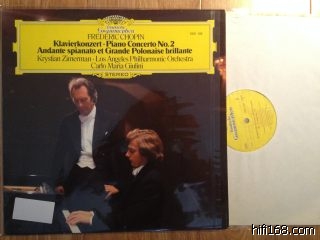 Deutsche
Grammophon
FRÉDÉRIC CHOPIN
Klavierkonzert · Piano Concerto No. 2
Andante spianato et Grande Polonaise brillante
Krystian Zimerman · Los Angeles Philharmonic Orchestra
Carlo Maria Giulini
STEREO
hifi168.com